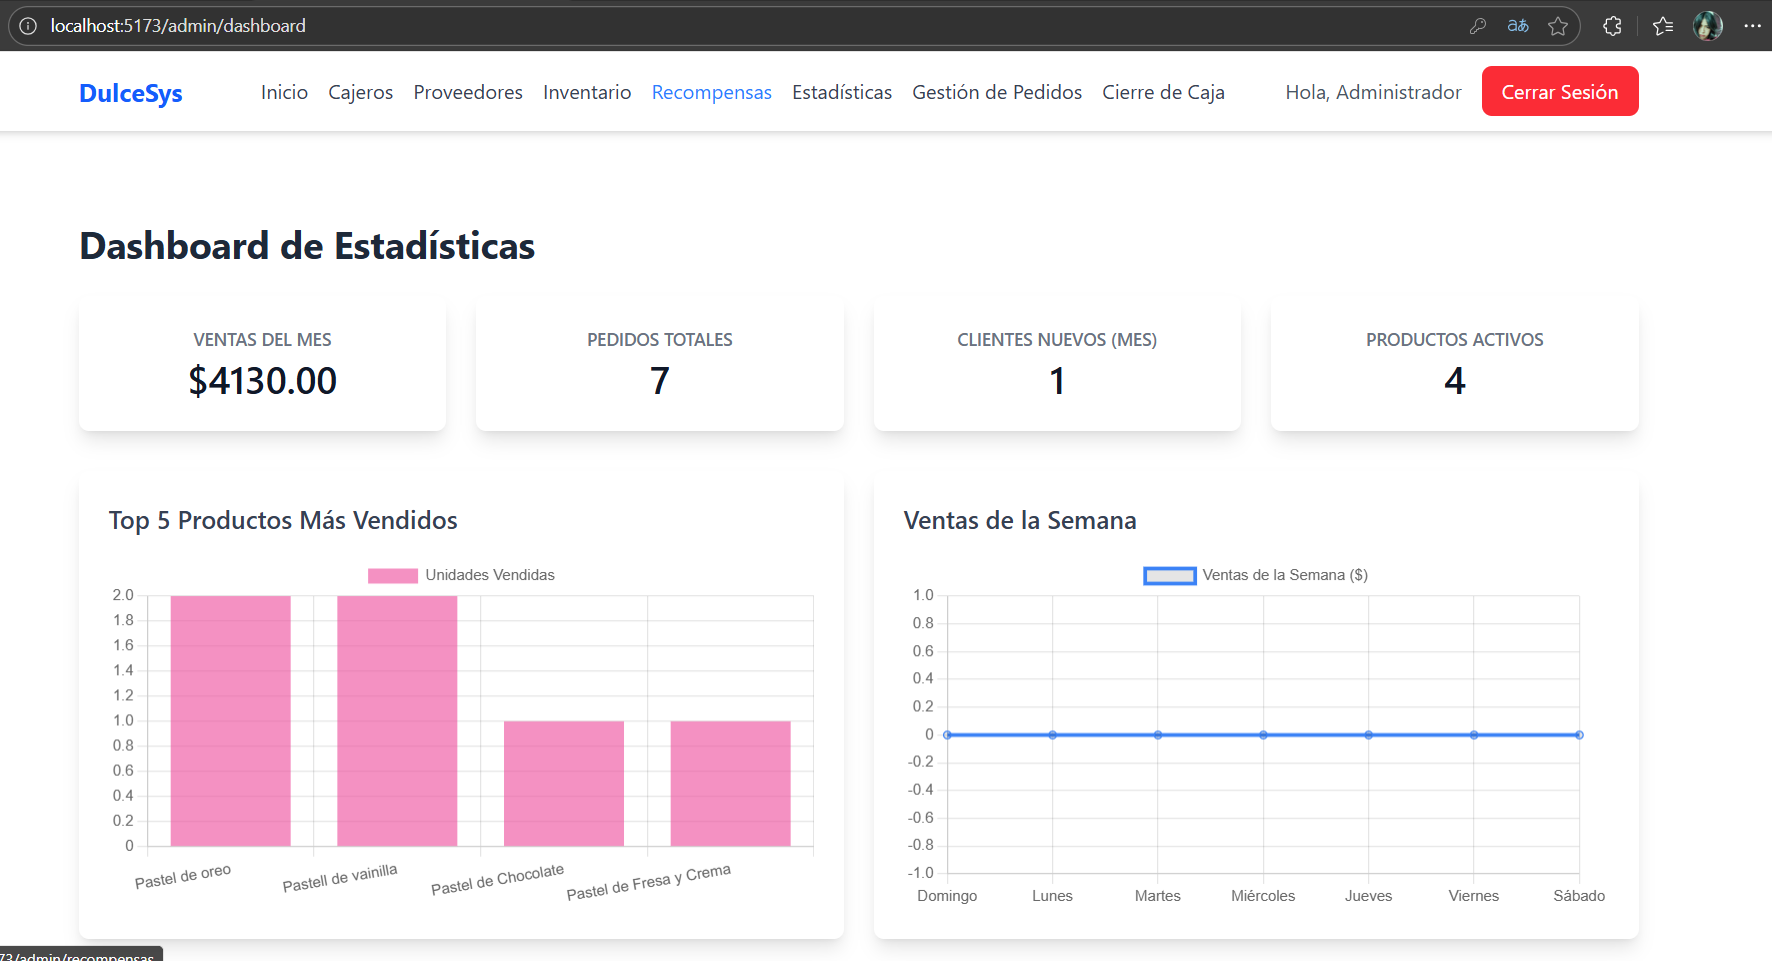 localhost:5173/admin/dashboard
DulceSys Inicio Cajeros Proveedores Inventario Recompensas Estadísticas Gestión de Pedidos Cierre de Caja Hola, Administrador Cerrar Sesión
Dashboard de Estadísticas
VENTAS DEL MES
$4130.00
PEDIDOS TOTALES
7
CLIENTES NUEVOS (MES)
1
PRODUCTOS ACTIVOS
4
Top 5 Productos Más Vendidos
Unidades Vendidas
2.0
1.8
1.6
1.4
1.2
1.0
0.8
0.6
0.4
0.2
0
Pastel de oreo
Pastell de vainilla
Pastel de Chocolate
Pastel de Fresa y Crema
Ventas de la Semana
Ventas de la Semana ($)
1.0
0.8
0.6
0.4
0.2
0
-0.2
-0.4
-0.6
-0.8
-1.0
Domingo Lunes Martes Miércoles Jueves Viernes Sábado
73/admin/recompensas